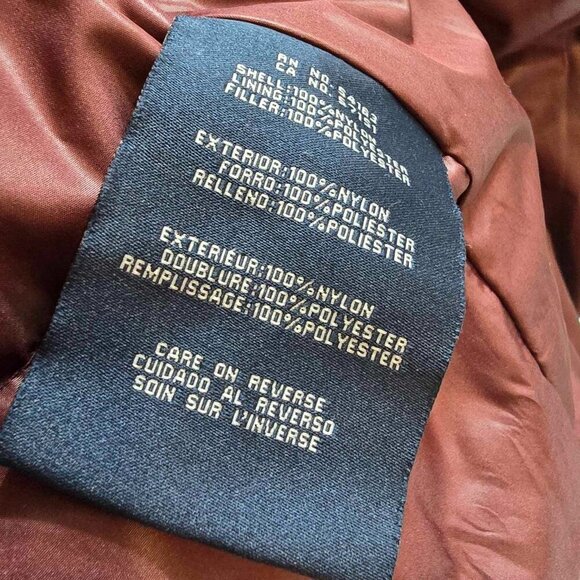 RN NO.
CA NO.
SHELL:100%NYLON
LINING:100%POLYESTER
FILLER:100%POLYESTER
EXTERIOR:100%NYLON
FORRO:100%POLIESTER
RELLENO:100%POLIESTER
EXTERIEUR:100%NYLON
DOUBLURE:100%POLYESTER
REMPLISSAGE:100%POLYESTER
CARE ON REVERSE
CUIDADO AL REVERSO
SOIN SUR L'INVERSE